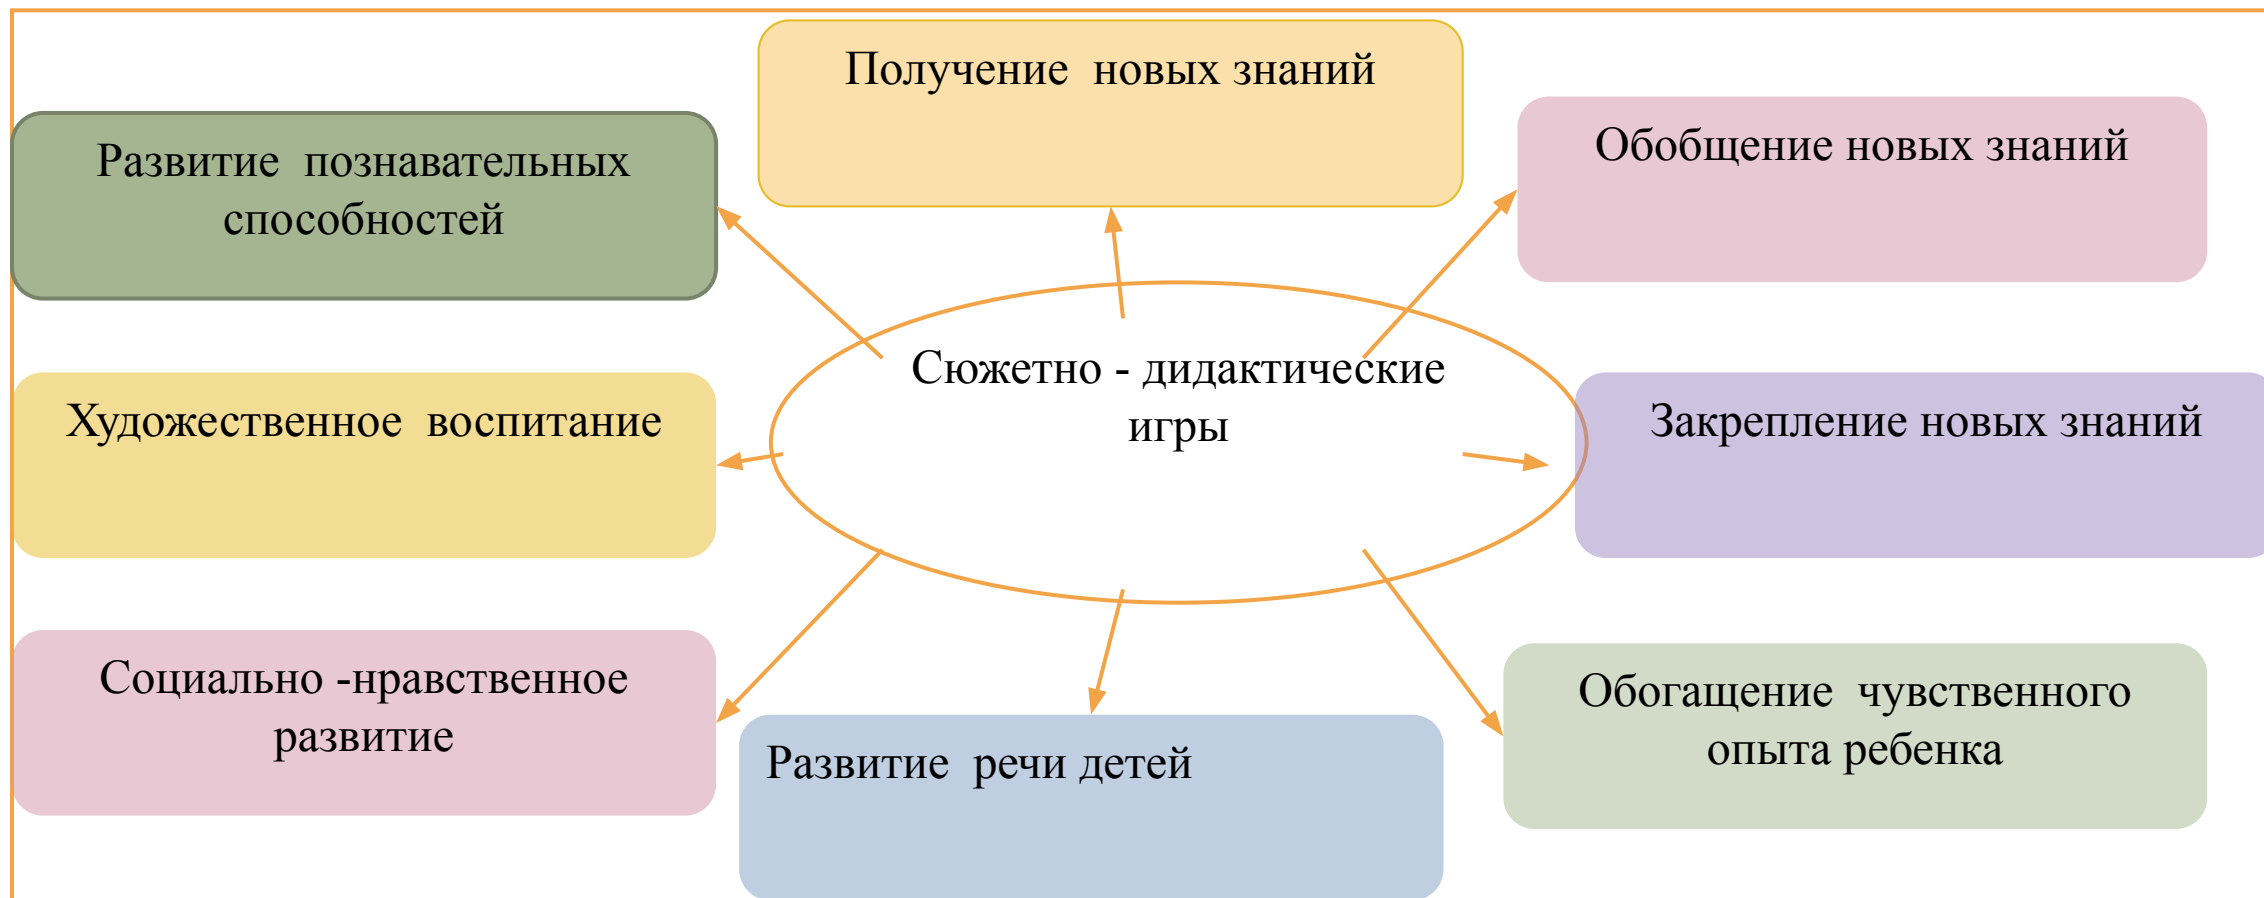 Получение  новых знаний
Развитие  познавательных
способностей
Обобщение новых знаний
Сюжетно - дидактические
игры
Художественное  воспитание
Закрепление новых знаний
Социально -нравственное
развитие
Развитие  речи детей
Обогащение  чувственного
опыта ребенка